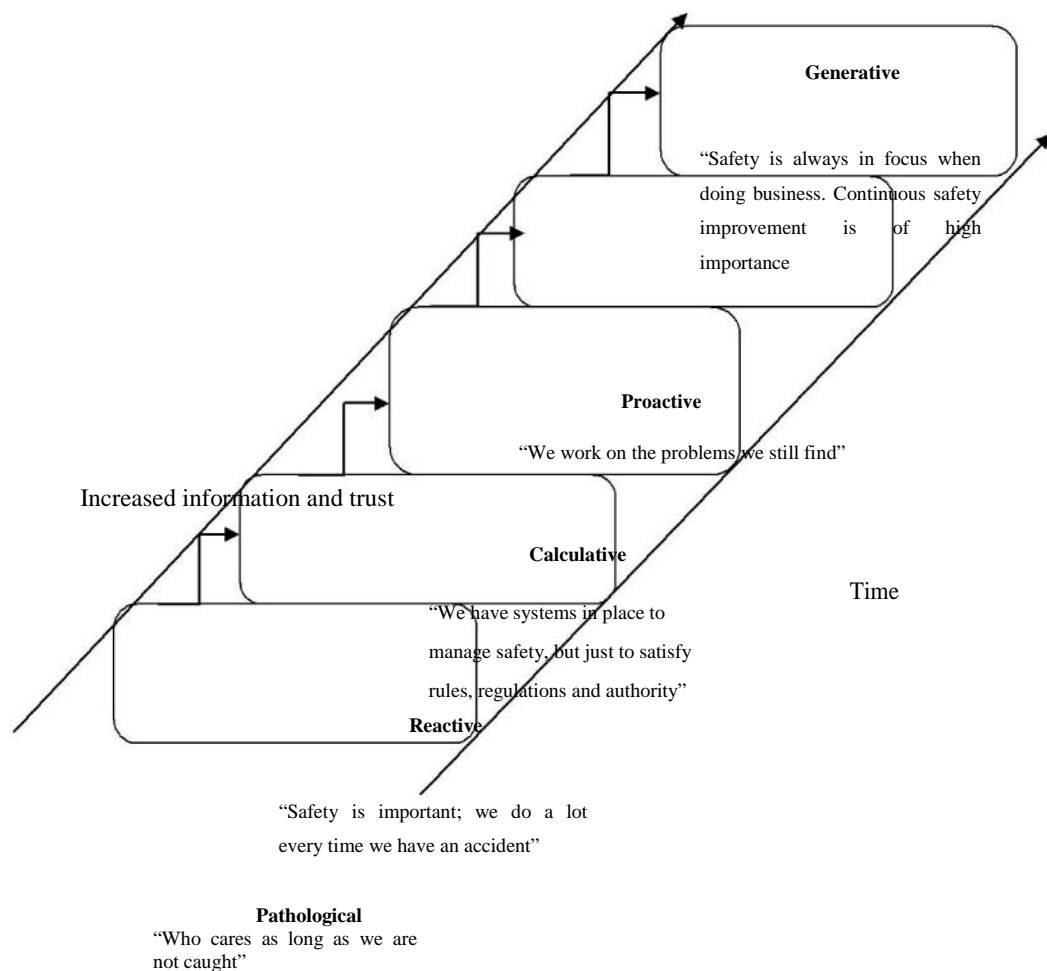 Generative
“Safety is always in focus when
doing business. Continuous safety
improvement is of high
importance
Proactive
“We work on the problems we still find”
Increased information and trust
Calculative
Time
“We have systems in place to
manage safety, but just to satisfy
rules, regulations and authority”
Reactive
“Safety is important; we do a lot
every time we have an accident”
Pathological
“Who cares as long as we are
not caught”